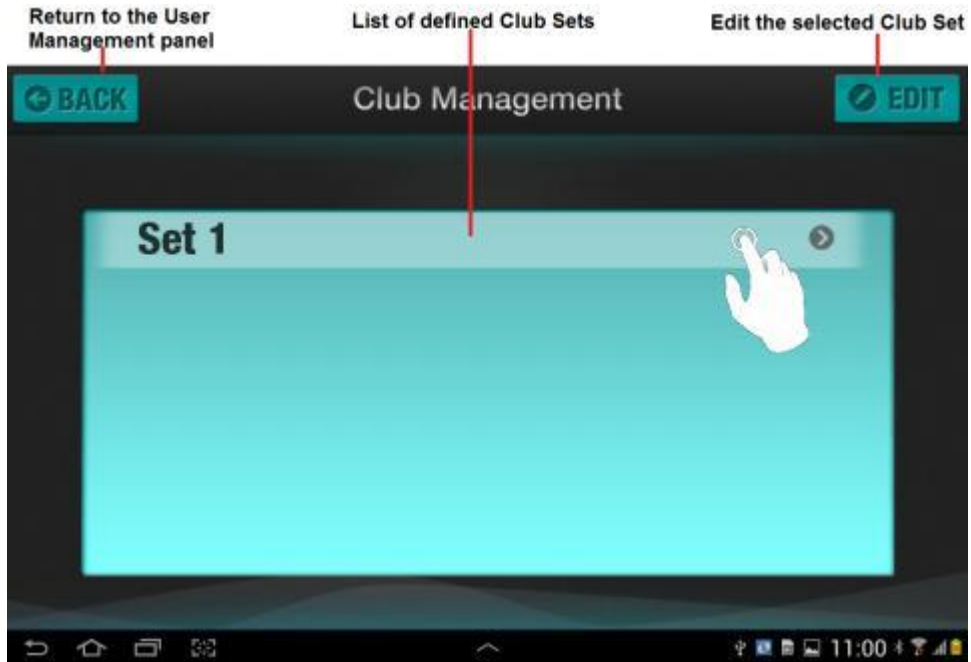 Return to the User
Management panel
List of defined Club Sets
Edit the selected Club Set
BACK
Club Management
EDIT
Set 1
11:00